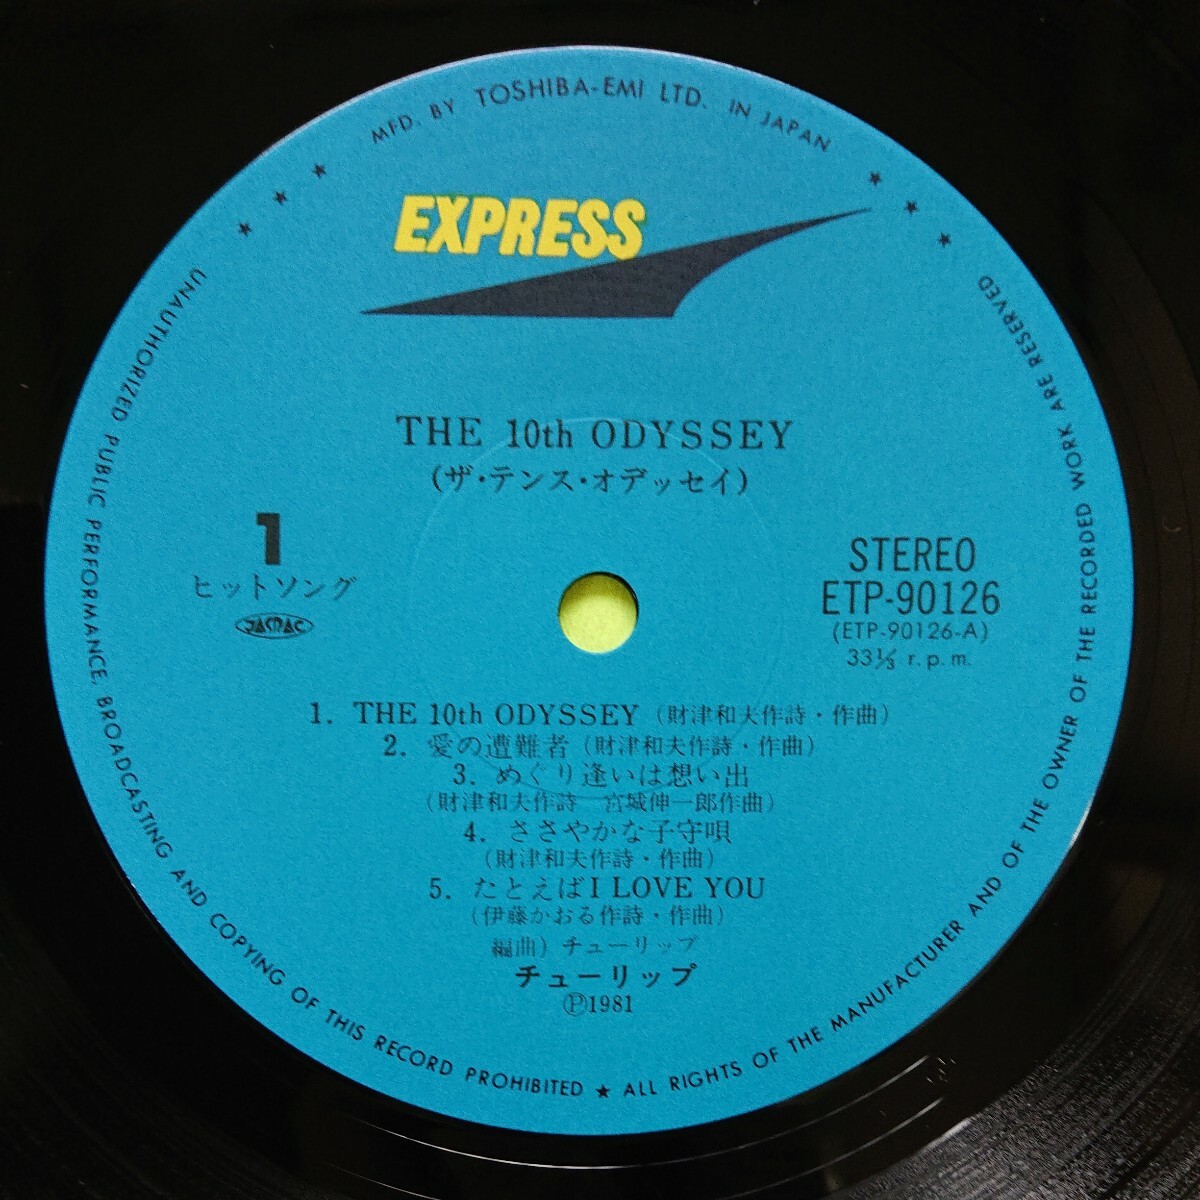 MFD. BY TOSHIBA-EMI LTD. IN JAPAN
EXPRESS
THE 10th ODYSSEY
(ザ・テンス・オデッセイ)
1
ヒットソング
JASRAC
STEREO
ETP-90126
(ETP-90126-A)
33⅓ r.p.m.
1. THE 10th ODYSSEY (財津和夫作詩・作曲)
2. 愛の遭難者 (財津和夫作詩・作曲)
3. めぐり逢いは想い出
(財津和夫作詩 宮城伸一郎作曲)
4. ささやかな子守唄
(財津和夫作詩・作曲)
5. たとえばI LOVE YOU
(伊藤かおる作詩・作曲)
編曲) チューリップ
チューリップ
Ⓟ1981
UNAUTHORIZED PUBLIC PERFORMANCE, BROADCASTING AND COPYING OF THIS RECORD PROHIBITED ★ ALL RIGHTS OF THE MANUFACTURER AND OF THE OWNER OF THE RECORDED WORK ARE RESERVED